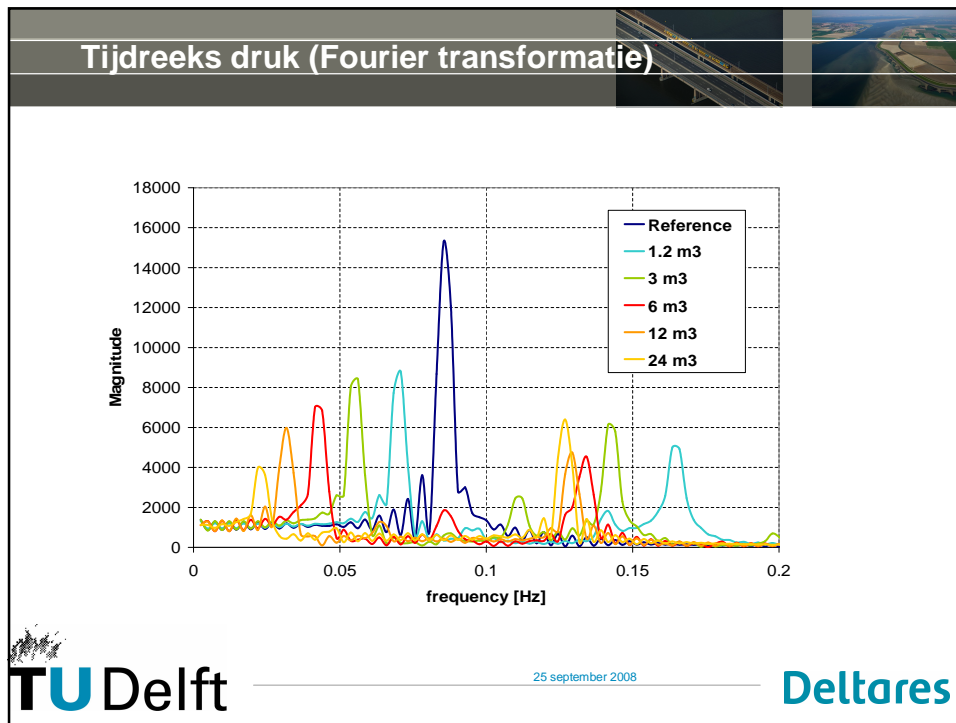 Tijdreeks druk (Fourier transformatie)
18000
16000
14000
12000
10000
8000
6000
4000
2000
0
Magnitude
0 0.05 0.1 0.15 0.2
frequency [Hz]
Reference
1.2 m3
3 m3
6 m3
12 m3
24 m3
TU Delft
25 september 2008
Deltares